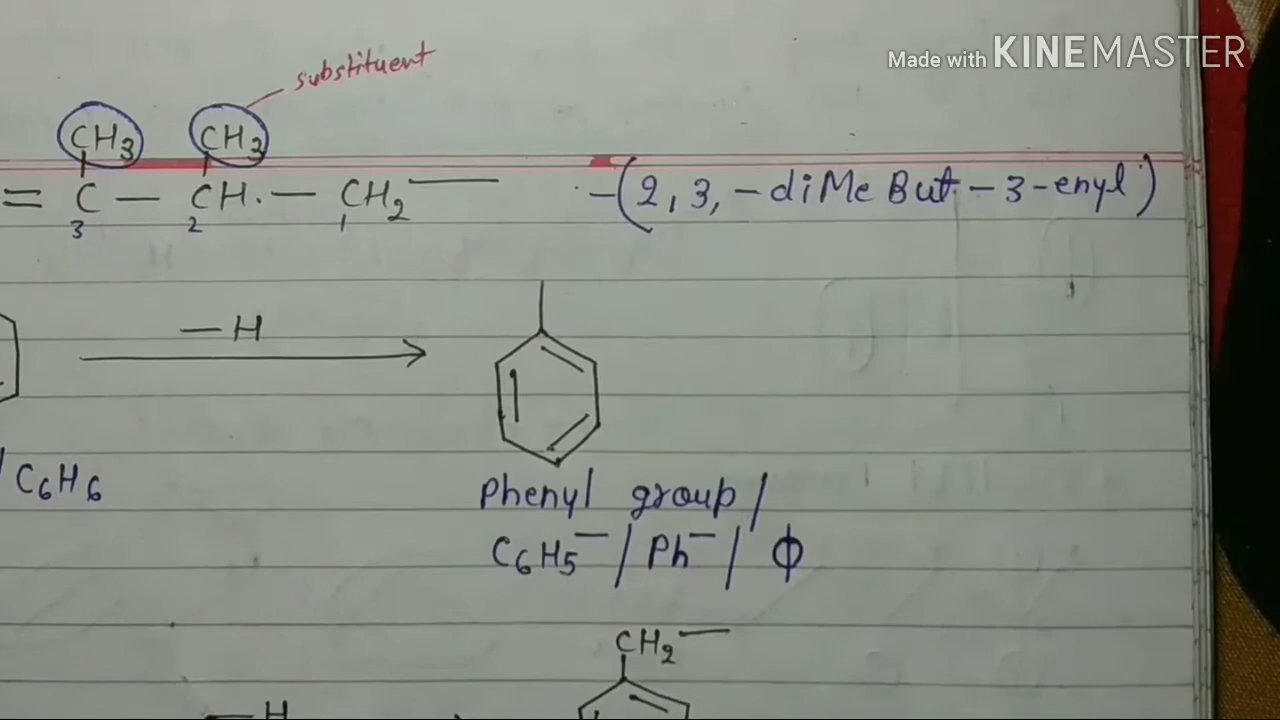 Made with KINEMASTER
substituent
CH3 CH3
= C — CH. — CH2 — -(2,3,-diMe But-3-enyl)
3 2 1
— H
C6H6
Phenyl group/
C6H5—/Ph—/ Φ
CH2—
— H